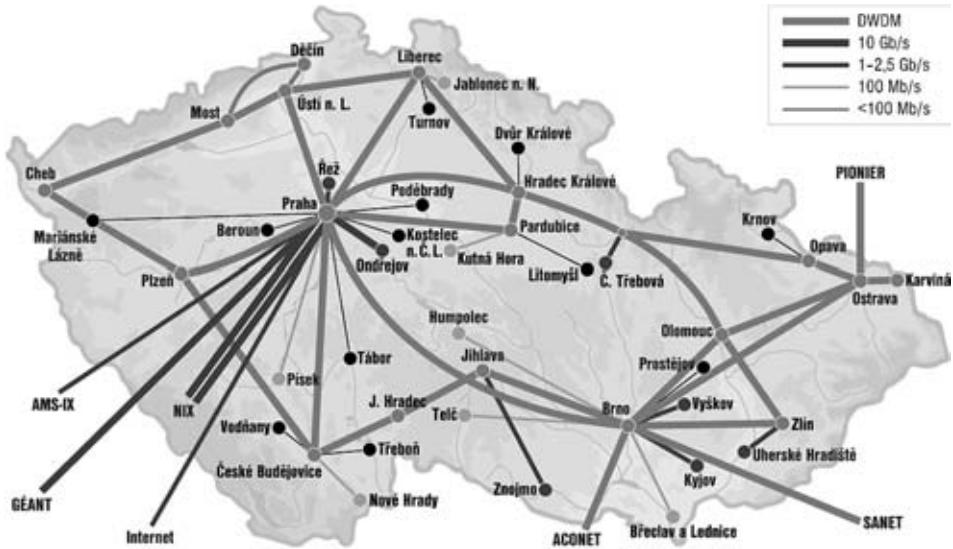 DWDM
10 Gb/s
1–2,5 Gb/s
100 Mb/s
<100 Mb/s
Děčín
Liberec
Jablonec n. N.
Ústí n. L.
Most
Turnov
Dvůr Králové
Cheb
Řež
Hradec Králové
PIONIER
Praha
Poděbrady
Mariánské
Lázně
Beroun
Kostelec
n.Č.L.
Pardubice
Krnov
Opava
Ondřejov
Kutná Hora
Litomyšl
Č. Třebová
Plzeň
Ostrava
Karviná
Humpolec
Olomouc
Tábor
Jihlava
Prostějov
Písek
AMS-IX
NIX
J. Hradec
Telč
Brno
Vyškov
Zlín
Vodňany
Třeboň
Uherské Hradiště
České Budějovice
Kyjov
GÉANT
Nové Hrady
Znojmo
Internet
ACONET
Břeclav a Lednice
SANET